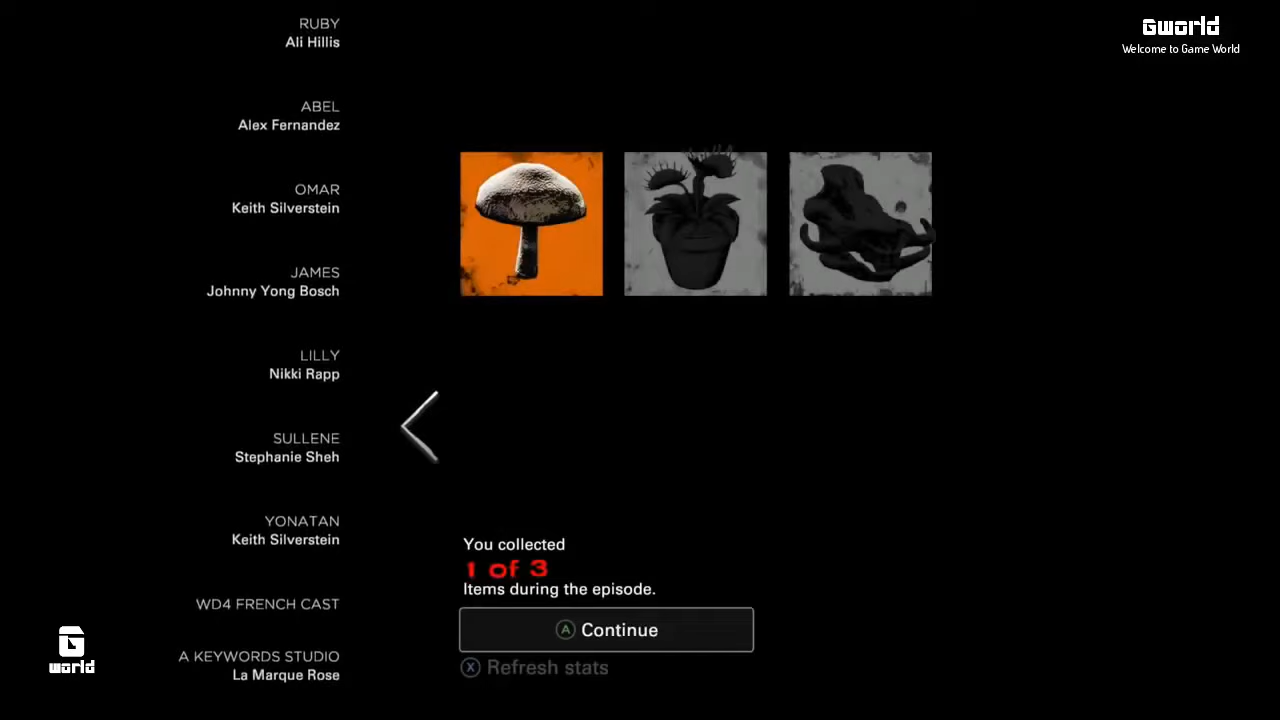 RUBY
Ali Hillis
ABEL
Alex Fernandez
OMAR
Keith Silverstein
JAMES
Johnny Yong Bosch
LILLY
Nikki Rapp
SULLENE
Stephanie Sheh
YONATAN
Keith Silverstein
WD4 FRENCH CAST
A KEYWORDS STUDIO
La Marque Rose
Gworld
Welcome to Game World
You collected
1 of 3
Items during the episode.
A Continue
X Refresh stats
G
world